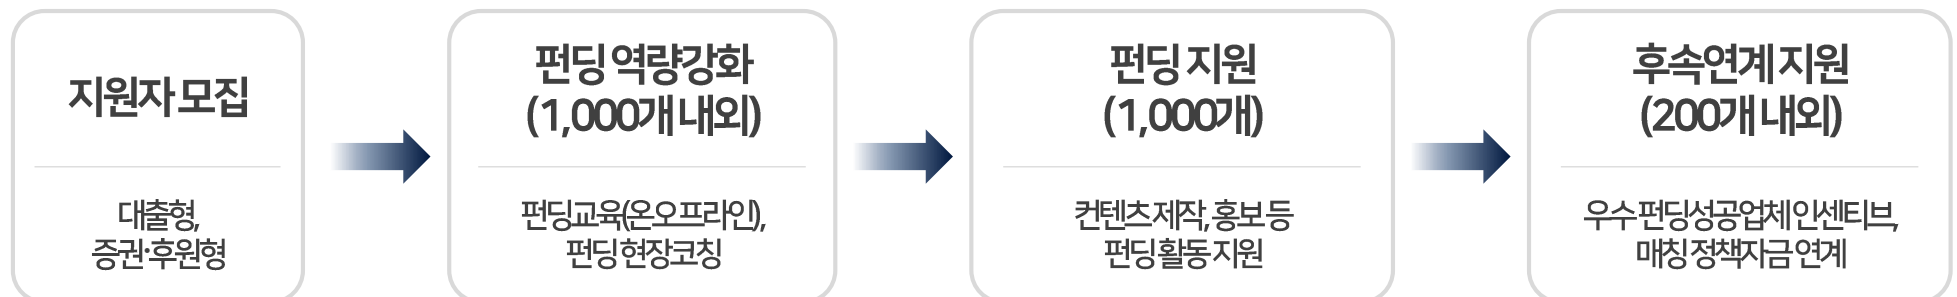 지원자 모집
대출형,
증권·후원형
펀딩 역량강화
(1,000개 내외)
펀딩교육(온오프라인),
펀딩 현장코칭
펀딩 지원
(1,000개)
컨텐츠 제작, 홍보 등
펀딩 활동 지원
후속연계 지원
(200개 내외)
우수 펀딩성공업체 인센티브,
매칭 정책자금 연계